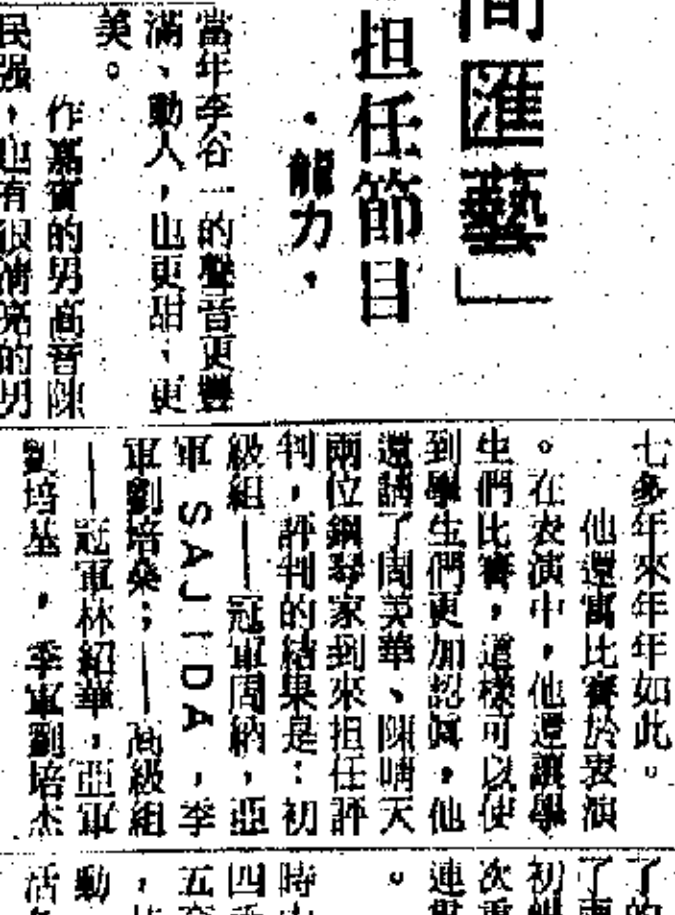 間匯藝」
担任節目
·龍力·
當年李谷一的聲音更豐
滿、動人，也更甜、更
美。
作嘉賓的男高音陳
民强，也有很清亮的男
七多年來年年如此。
他還寓比賽於表演
。在表演中，他還讓學
生們比賽，這樣可以使
到學生們更加認眞，他
還請了周美華、陳晴天
兩位鋼琴家到來担任評
判，評判的結果是：初
級組——冠軍周納，亞
軍SAJIDA，季
軍劉培燊；——高級組
——冠軍林紹華，亞軍
劉培基，季軍劉培杰
了的
了兩
初
次
連
。
時
四
五
，
動
活